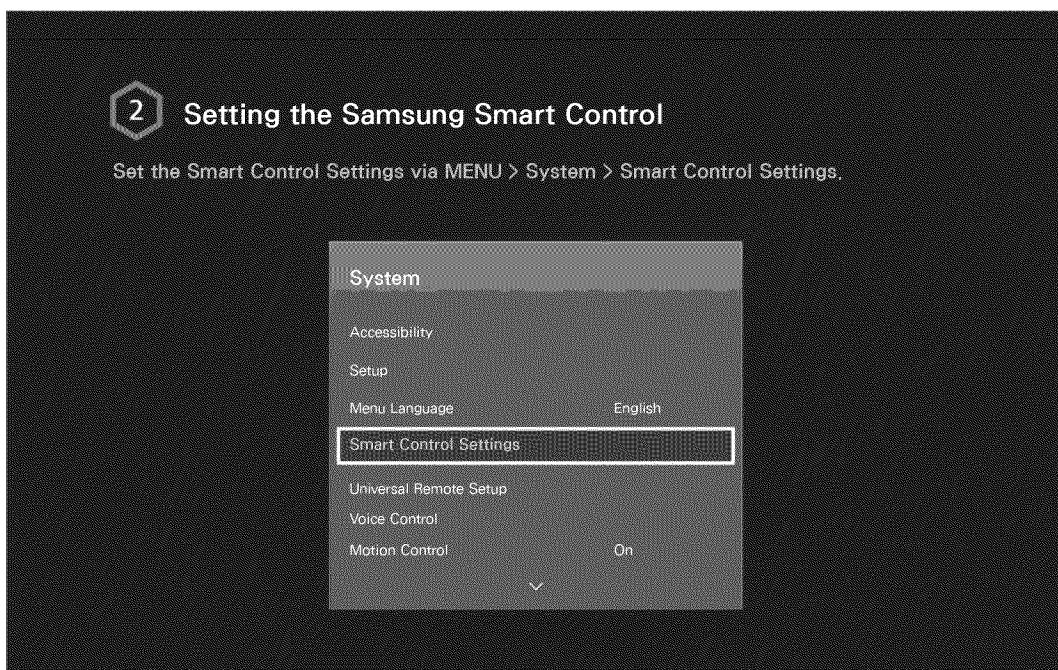 2 Setting the Samsung Smart Control
Set the Smart Control Settings via MENU > System > Smart Control Settings.
System
Accessibility
Setup
Menu Language English
Smart Control Settings
Universal Remote Setup
Voice Control
Motion Control On